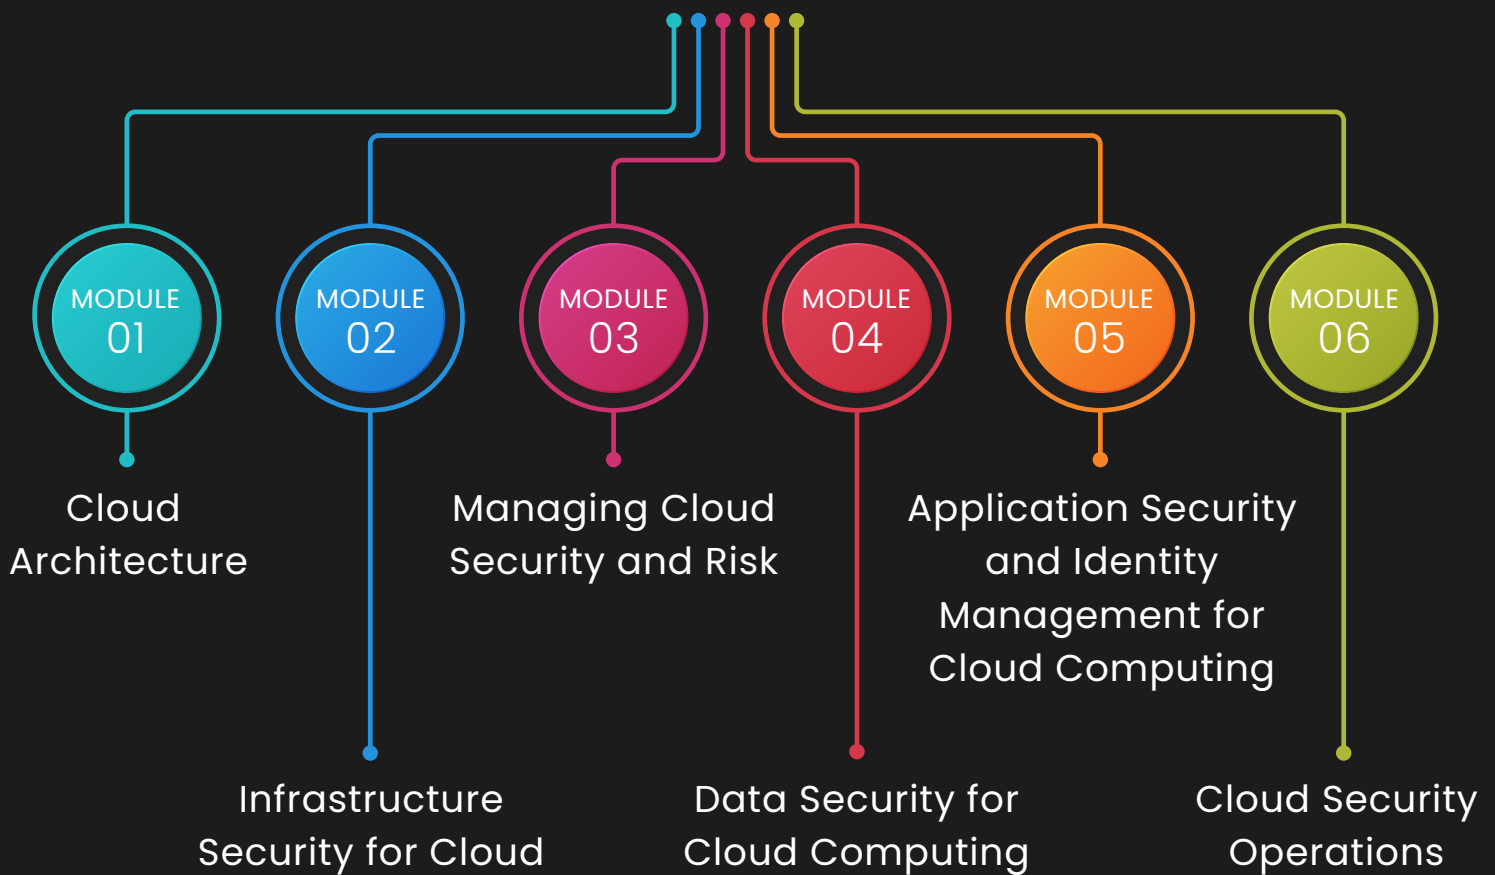 MODULE
01
MODULE
02
MODULE
03
MODULE
04
MODULE
05
MODULE
06
Cloud
Architecture
Managing Cloud
Security and Risk
Application Security
and Identity
Management for
Cloud Computing
Infrastructure
Security for Cloud
Data Security for
Cloud Computing
Cloud Security
Operations